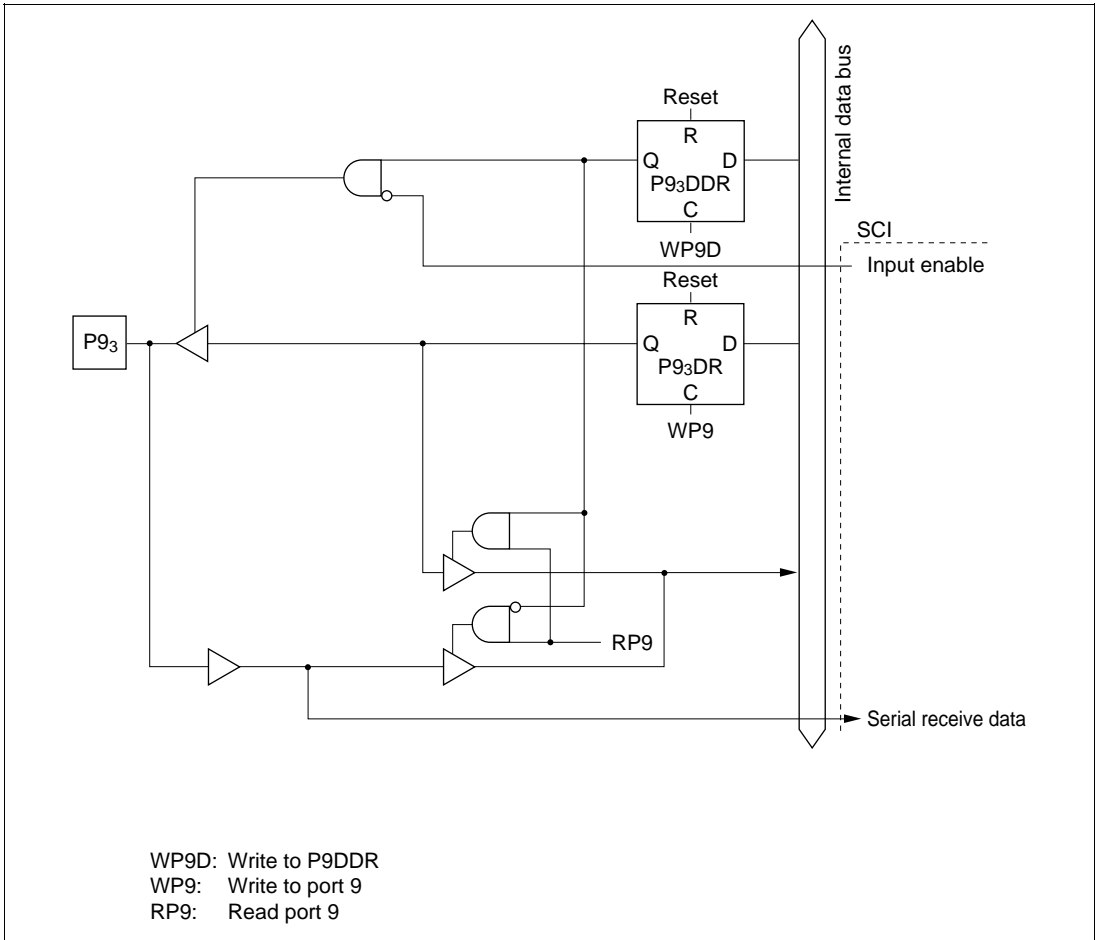 Internal data bus
Reset
R
Q D
P9₃DDR
C
WP9D
SCI
Input enable
Reset
R
P9₃
Q D
P9₃DR
C
WP9
RP9
Serial receive data
WP9D: Write to P9DDR
WP9: Write to port 9
RP9: Read port 9